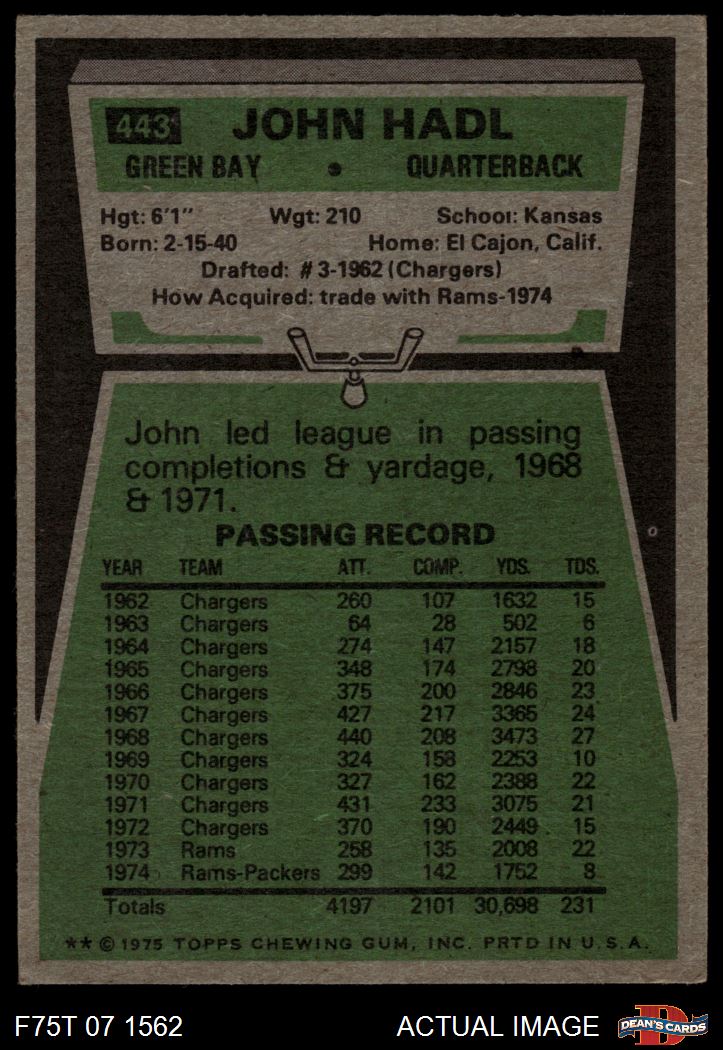 443 JOHN HADL
GREEN BAY • QUARTERBACK
Hgt: 6'1" Wgt: 210 School: Kansas
Born: 2-15-40 Home: El Cajon, Calif.
Drafted: #3-1962 (Chargers)
How Acquired: trade with Rams-1974
John led league in passing
completions & yardage, 1968
& 1971.
PASSING RECORD
YEAR TEAM ATT. COMP. YDS. TDS.
1962 Chargers 260 107 1632 15
1963 Chargers 64 28 502 6
1964 Chargers 274 147 2157 18
1965 Chargers 348 174 2798 20
1966 Chargers 375 200 2846 23
1967 Chargers 427 217 3365 24
1968 Chargers 440 208 3473 27
1969 Chargers 324 158 2253 10
1970 Chargers 327 162 2388 22
1971 Chargers 431 233 3075 21
1972 Chargers 370 190 2449 15
1973 Rams 258 135 2008 22
1974 Rams-Packers 299 142 1752 8
Totals 4197 2101 30,698 231
** © 1975 TOPPS CHEWING GUM, INC. PRTD IN U.S.A.
F75T 07 1562 ACTUAL IMAGE D DEAN'S CARDS